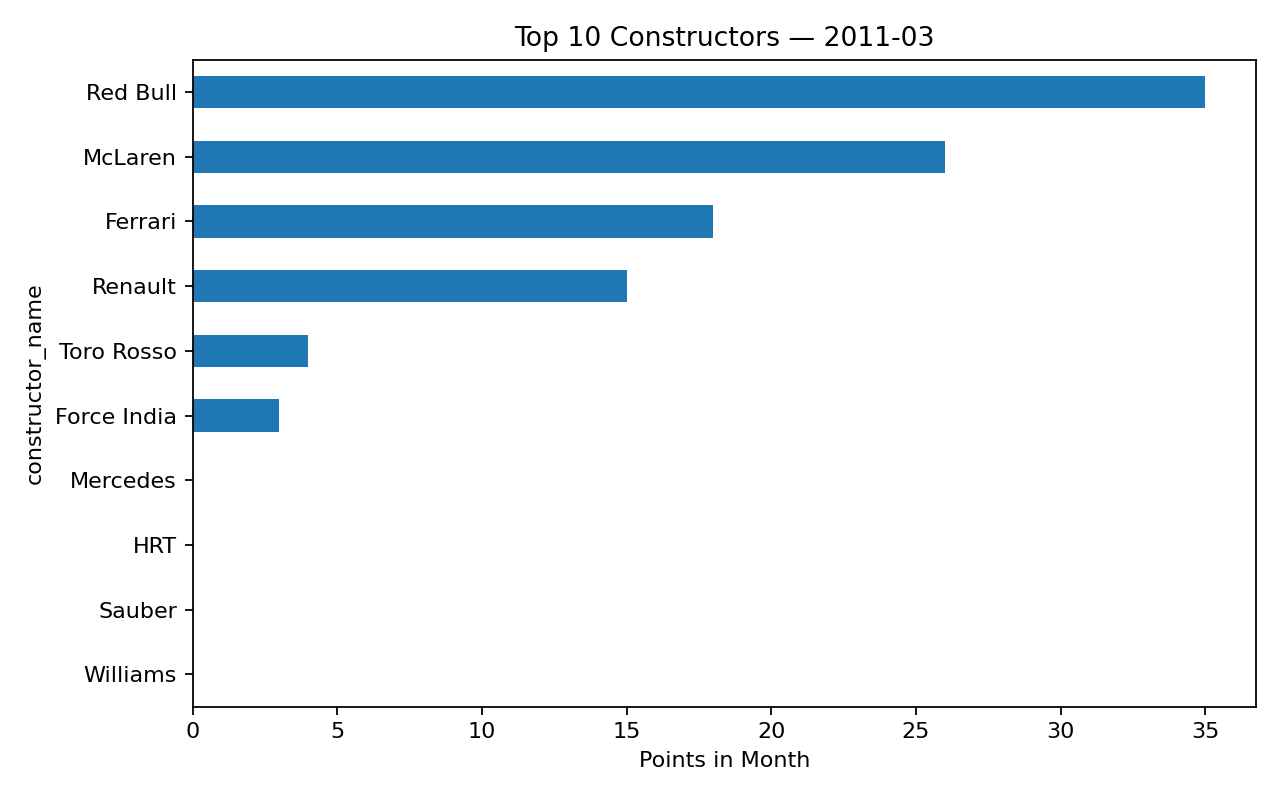 Top 10 Constructors — 2011-03
constructor_name
Red Bull
McLaren
Ferrari
Renault
Toro Rosso
Force India
Mercedes
HRT
Sauber
Williams
0 5 10 15 20 25 30 35
Points in Month